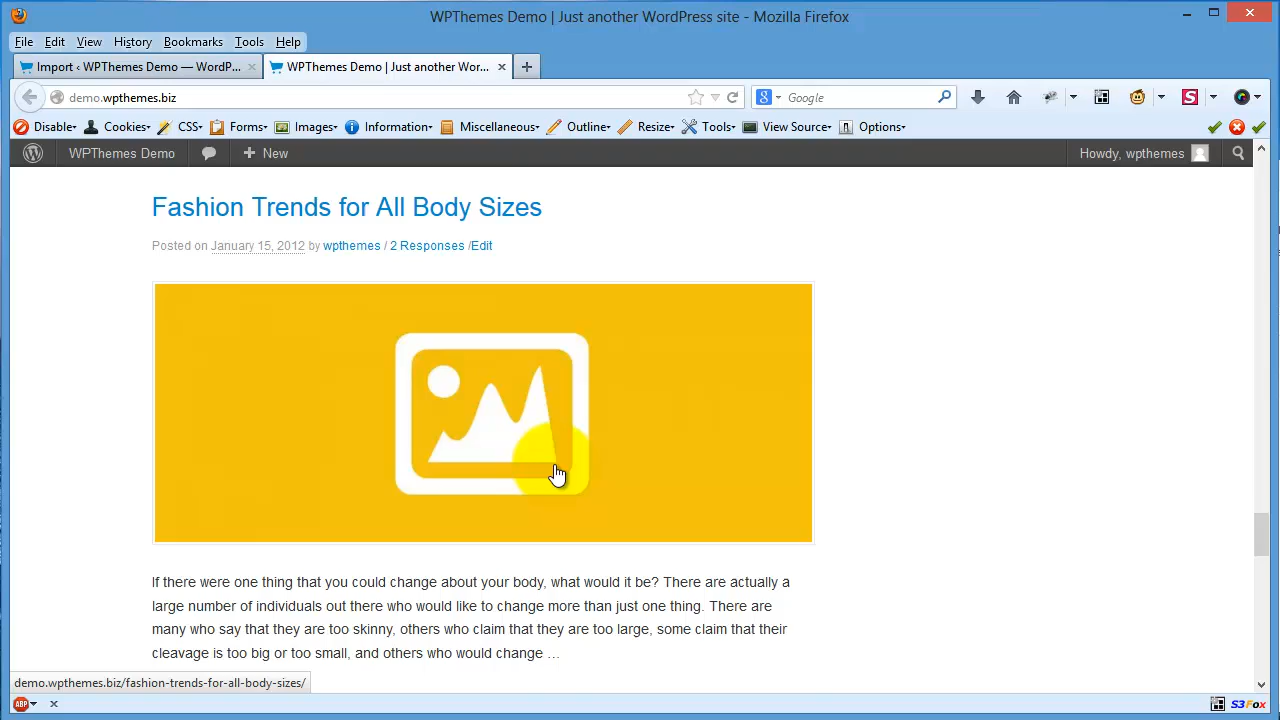 WPThemes Demo | Just another WordPress site - Mozilla Firefox
File Edit View History Bookmarks Tools Help
Import ‹ WPThemes Demo — WordP... WPThemes Demo | Just another Wor...
demo.wpthemes.biz Google
Disable Cookies CSS Forms Images Information Miscellaneous Outline Resize Tools View Source Options
WPThemes Demo New Howdy, wpthemes
Fashion Trends for All Body Sizes
Posted on January 15, 2012 by wpthemes / 2 Responses /Edit
If there were one thing that you could change about your body, what would it be? There are actually a
large number of individuals out there who would like to change more than just one thing. There are
many who say that they are too skinny, others who claim that they are too large, some claim that their
cleavage is too big or too small, and others who would change …
demo.wpthemes.biz/fashion-trends-for-all-body-sizes/
ABP S3Fox